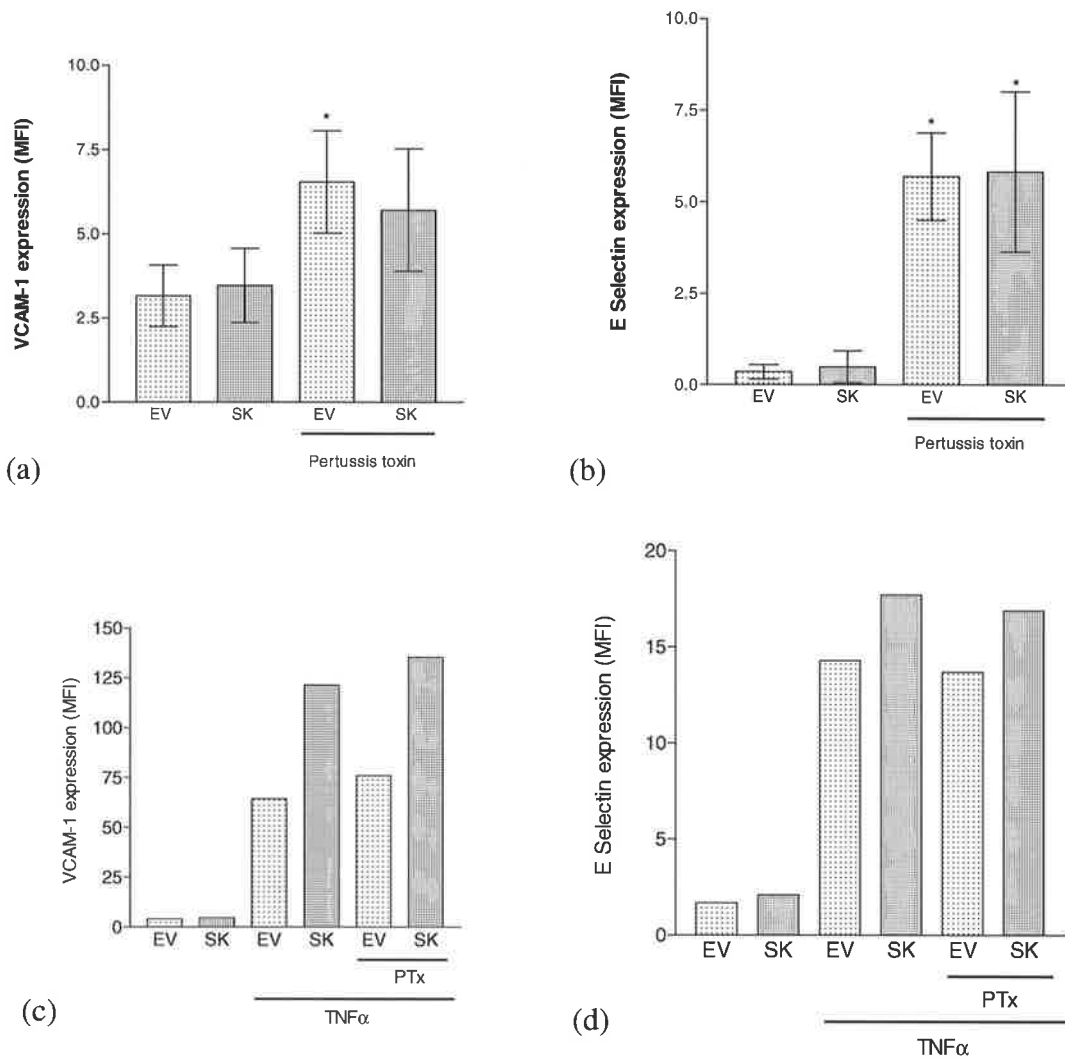 VCAM-1 expression (MFI)
10.0
7.5
5.0
2.5
0.0
*
EV SK EV SK
Pertussis toxin
(a)
E Selectin expression (MFI)
10.0
7.5
5.0
2.5
0.0
* *
EV SK EV SK
Pertussis toxin
(b)
VCAM-1 expression (MFI)
150
125
100
75
50
25
0
EV SK EV SK EV SK
PTx
TNFα
(c)
E Selectin expression (MFI)
20
15
10
5
0
EV SK EV SK EV SK
PTx
TNFα
(d)